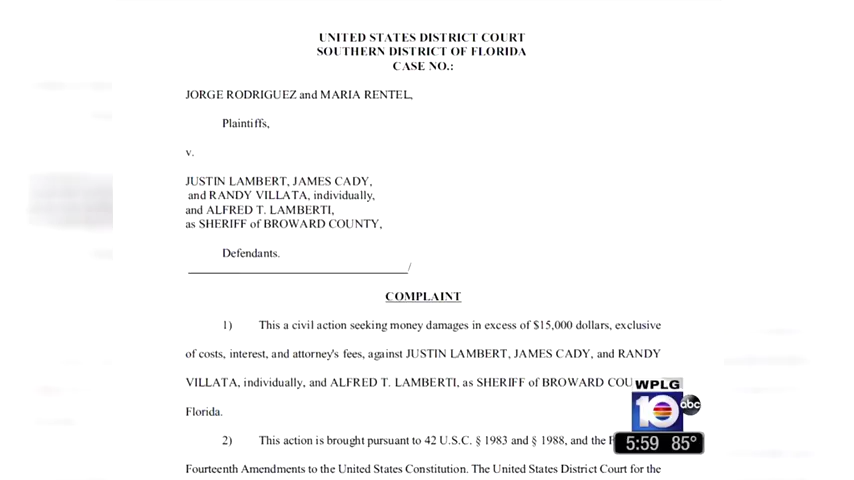 UNITED STATES DISTRICT COURT
SOUTHERN DISTRICT OF FLORIDA
CASE NO.:
JORGE RODRIGUEZ and MARIA RENTEL,
Plaintiffs,
v.
JUSTIN LAMBERT, JAMES CADY,
and RANDY VILLATA, individually,
and ALFRED T. LAMBERTI,
as SHERIFF of BROWARD COUNTY,
Defendants.
/
COMPLAINT
1) This a civil action seeking money damages in excess of $15,000 dollars, exclusive
of costs, interest, and attorney's fees, against JUSTIN LAMBERT, JAMES CADY, and RANDY
VILLATA, individually, and ALFRED T. LAMBERTI, as SHERIFF of BROWARD COU
Florida.
2) This action is brought pursuant to 42 U.S.C. § 1983 and § 1988, and the
Fourteenth Amendments to the United States Constitution. The United States District Court for the
WPLG
10 abc
5:59 85°